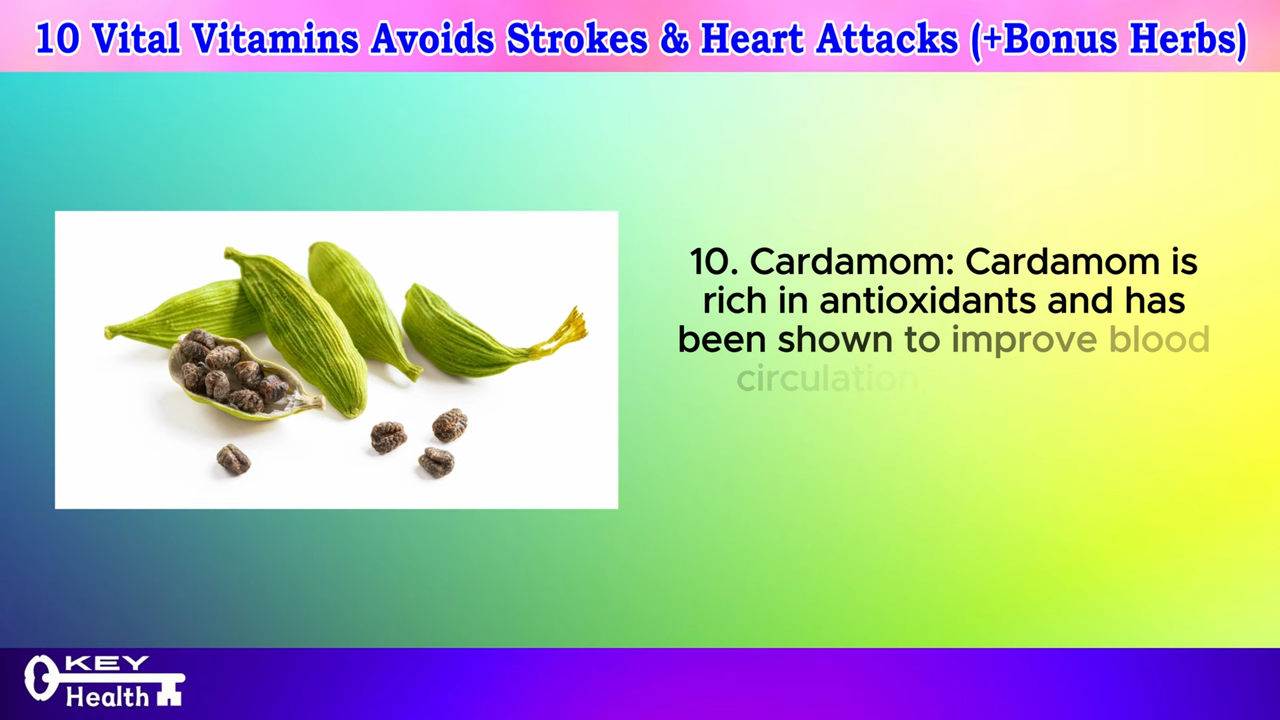 10 Vital Vitamins Avoids Strokes & Heart Attacks (+Bonus Herbs)
10. Cardamom: Cardamom is
rich in antioxidants and has
been shown to improve blood
circulation
KEY
Health